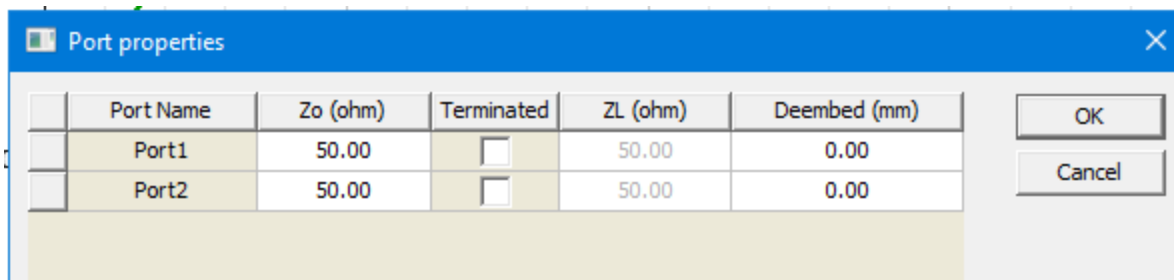 Port properties
Port Name Zo (ohm) Terminated ZL (ohm) Deembed (mm)
Port1 50.00 50.00 0.00
Port2 50.00 50.00 0.00
OK
Cancel